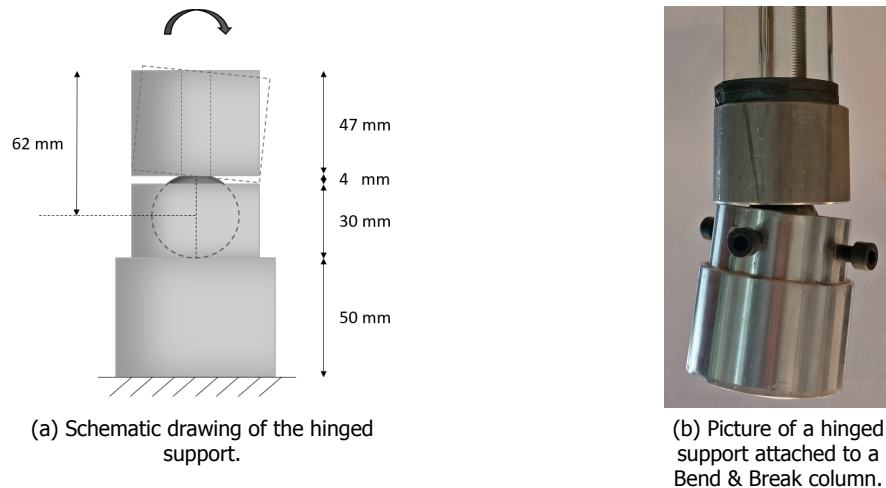 62 mm
47 mm
4 mm
30 mm
50 mm
(a) Schematic drawing of the hinged
support.
(b) Picture of a hinged
support attached to a
Bend & Break column.